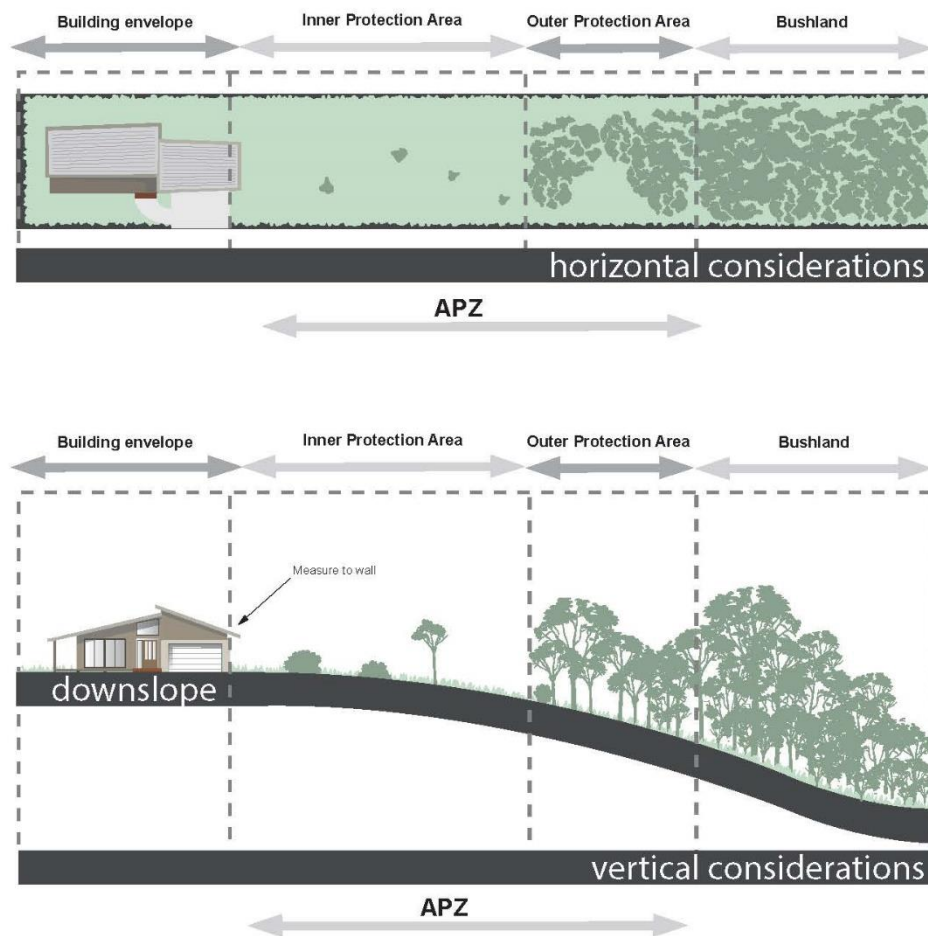 Building envelope
Inner Protection Area
Outer Protection Area
Bushland
horizontal considerations
APZ
Building envelope
Inner Protection Area
Outer Protection Area
Bushland
Measure to wall
downslope
vertical considerations
APZ